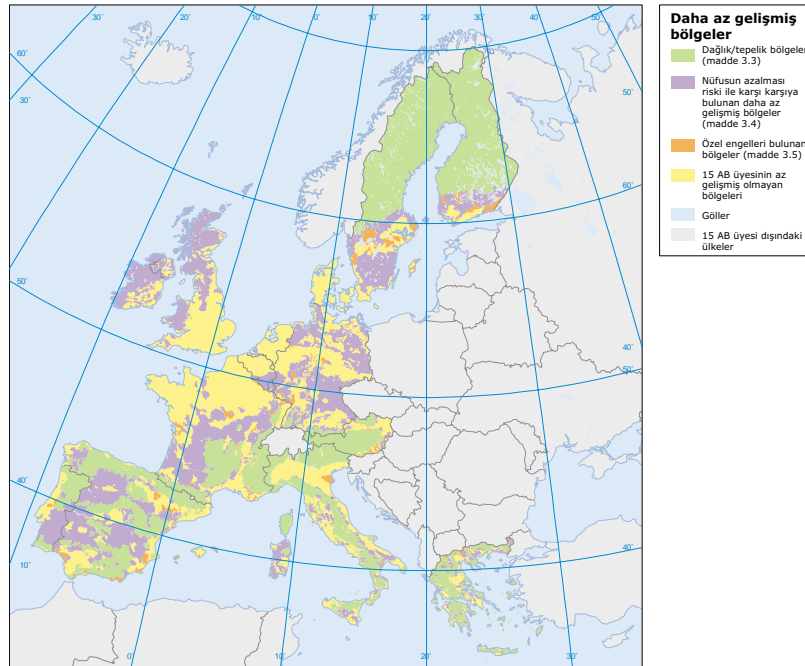 30˚
20˚
10˚
0˚
10˚
20˚
30˚
40˚
50˚
60˚
60˚
30˚
50˚
50˚
60˚
40˚
50˚
40˚
40˚
10˚
0˚
10˚
20˚
30˚
Daha az gelişmiş
bölgeler
Dağlık/tepelik bölgeler
(madde 3.3)
Nüfusun azalması
riski ile karşı karşıya
bulunan daha az
gelişmiş bölgeler
(madde 3.4)
Özel engelleri bulunan
bölgeler (madde 3.5)
15 AB üyesinin az
gelişmiş olmayan
bölgeleri
Göller
15 AB üyesi dışındaki
ülkeler